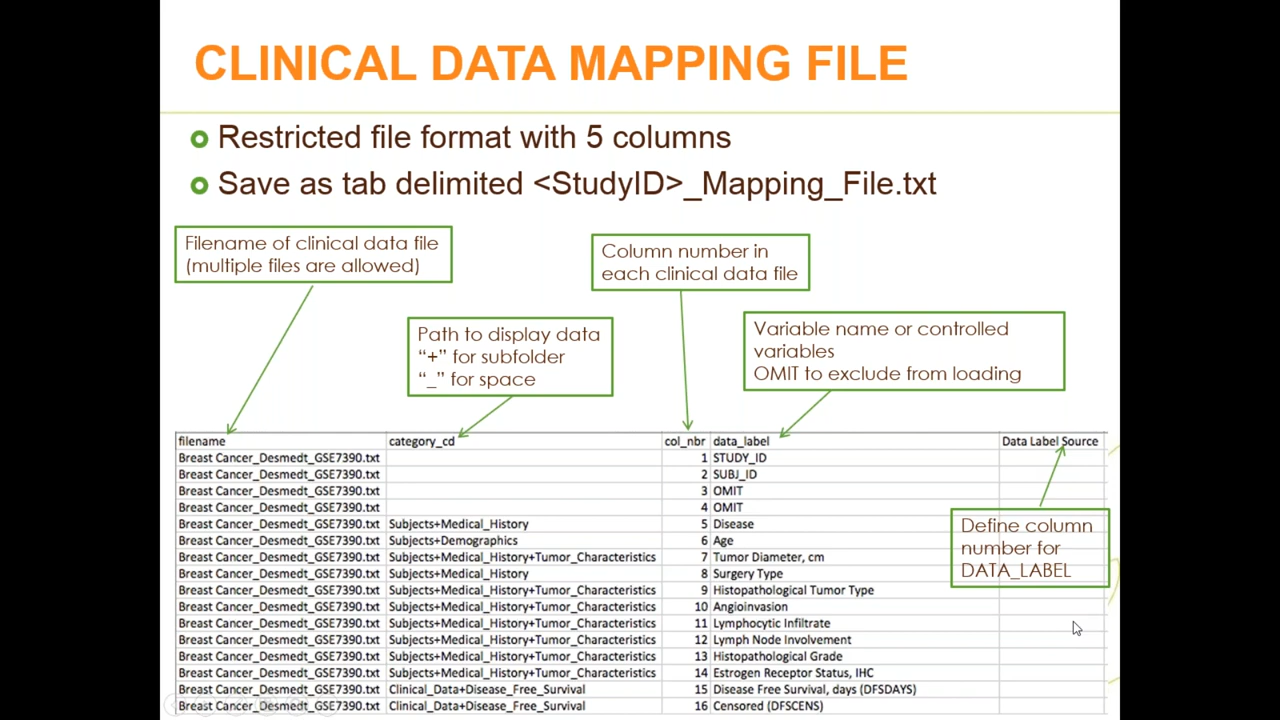 CLINICAL DATA MAPPING FILE
Restricted file format with 5 columns
Save as tab delimited <StudyID>_Mapping_File.txt
Filename of clinical data file
(multiple files are allowed)
Column number in
each clinical data file
Path to display data
“+” for subfolder
“_” for space
Variable name or controlled
variables
OMIT to exclude from loading
filename category_cd col_nbr data_label Data Label Source
Breast Cancer_Desmedt_GSE7390.txt 1 STUDY_ID
Breast Cancer_Desmedt_GSE7390.txt 2 SUBJ_ID
Breast Cancer_Desmedt_GSE7390.txt 3 OMIT
Breast Cancer_Desmedt_GSE7390.txt 4 OMIT
Breast Cancer_Desmedt_GSE7390.txt Subjects+Medical_History 5 Disease
Breast Cancer_Desmedt_GSE7390.txt Subjects+Demographics 6 Age
Breast Cancer_Desmedt_GSE7390.txt Subjects+Medical_History+Tumor_Characteristics 7 Tumor Diameter, cm
Breast Cancer_Desmedt_GSE7390.txt Subjects+Medical_History 8 Surgery Type
Breast Cancer_Desmedt_GSE7390.txt Subjects+Medical_History+Tumor_Characteristics 9 Histopathological Tumor Type
Breast Cancer_Desmedt_GSE7390.txt Subjects+Medical_History+Tumor_Characteristics 10 Angioinvasion
Breast Cancer_Desmedt_GSE7390.txt Subjects+Medical_History+Tumor_Characteristics 11 Lymphocytic Infiltrate
Breast Cancer_Desmedt_GSE7390.txt Subjects+Medical_History+Tumor_Characteristics 12 Lymph Node Involvement
Breast Cancer_Desmedt_GSE7390.txt Subjects+Medical_History+Tumor_Characteristics 13 Histopathological Grade
Breast Cancer_Desmedt_GSE7390.txt Subjects+Medical_History+Tumor_Characteristics 14 Estrogen Receptor Status, IHC
Breast Cancer_Desmedt_GSE7390.txt Clinical_Data+Disease_Free_Survival 15 Disease Free Survival, days (DFSDAYS)
Breast Cancer_Desmedt_GSE7390.txt Clinical_Data+Disease_Free_Survival 16 Censored (DFSCENS)
Define column
number for
DATA_LABEL